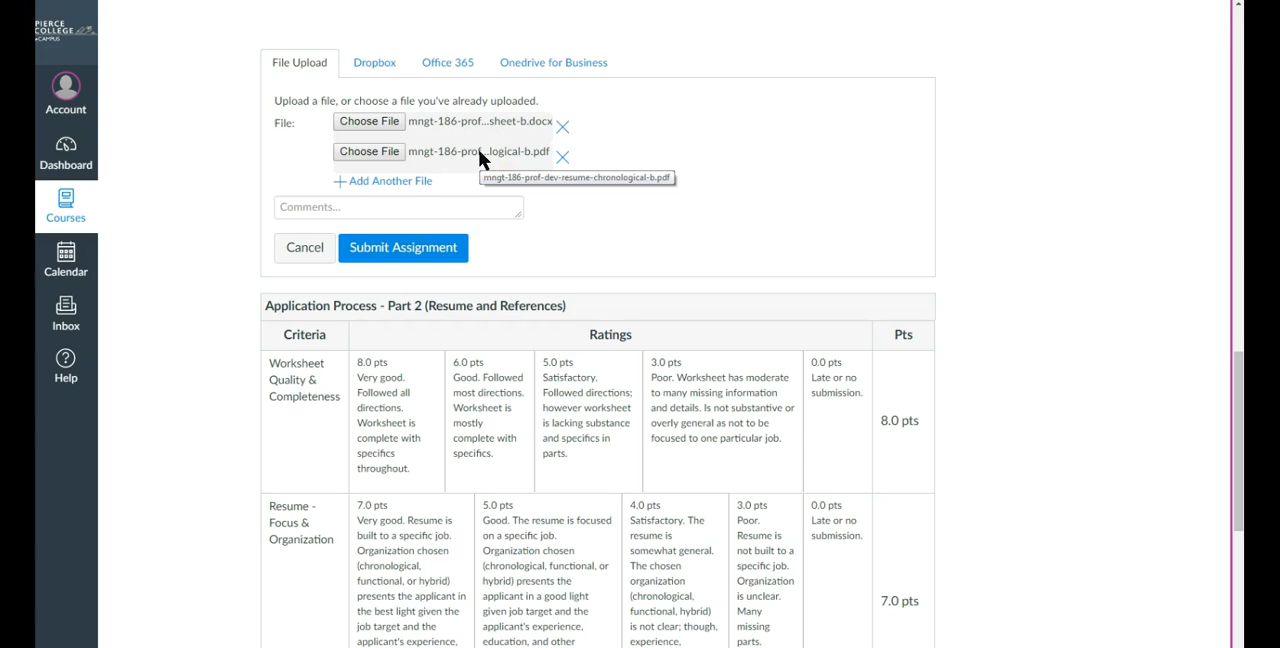 PIERCE
COLLEGE
CAMPUS
Account
Dashboard
Courses
Calendar
Inbox
Help
File Upload
Dropbox
Office 365
Onedrive for Business
Upload a file, or choose a file you've already uploaded.
File:
Choose File mngt-186-prof...sheet-b.docx
Choose File mngt-186-prof...logical-b.pdf
mngt-186-prof-dev-resume-chronological-b.pdf
Add Another File
Comments...
Cancel
Submit Assignment
Application Process - Part 2 (Resume and References)
Criteria
Ratings
Pts
Worksheet
Quality &
Completeness
8.0 pts
Very good.
Followed all
directions.
Worksheet is
complete with
specifics
throughout.
6.0 pts
Good. Followed
most directions.
Worksheet is
mostly
complete with
specifics.
5.0 pts
Satisfactory.
Followed directions;
however worksheet
is lacking substance
and specifics in
parts.
3.0 pts
Poor. Worksheet has moderate
to many missing information
and details. Is not substantive or
overly general as not to be
focused to one particular job.
0.0 pts
Late or no
submission.
8.0 pts
Resume -
Focus &
Organization
7.0 pts
Very good. Resume is
built to a specific job.
Organization chosen
(chronological,
functional, or hybrid)
presents the applicant in
the best light given the
job target and the
applicant's experience,
5.0 pts
Good. The resume is focused
on a specific job.
Organization chosen
(chronological, functional, or
hybrid) presents the
applicant in a good light
given job target and the
applicant's experience,
education, and other
4.0 pts
Satisfactory. The
resume is
somewhat general.
The chosen
organization
(chronological,
functional, hybrid)
is not clear; though,
experience,
3.0 pts
Poor.
Resume is
not built to a
specific job.
Organization
is unclear.
Many
missing
parts.
0.0 pts
Late or no
submission.
7.0 pts